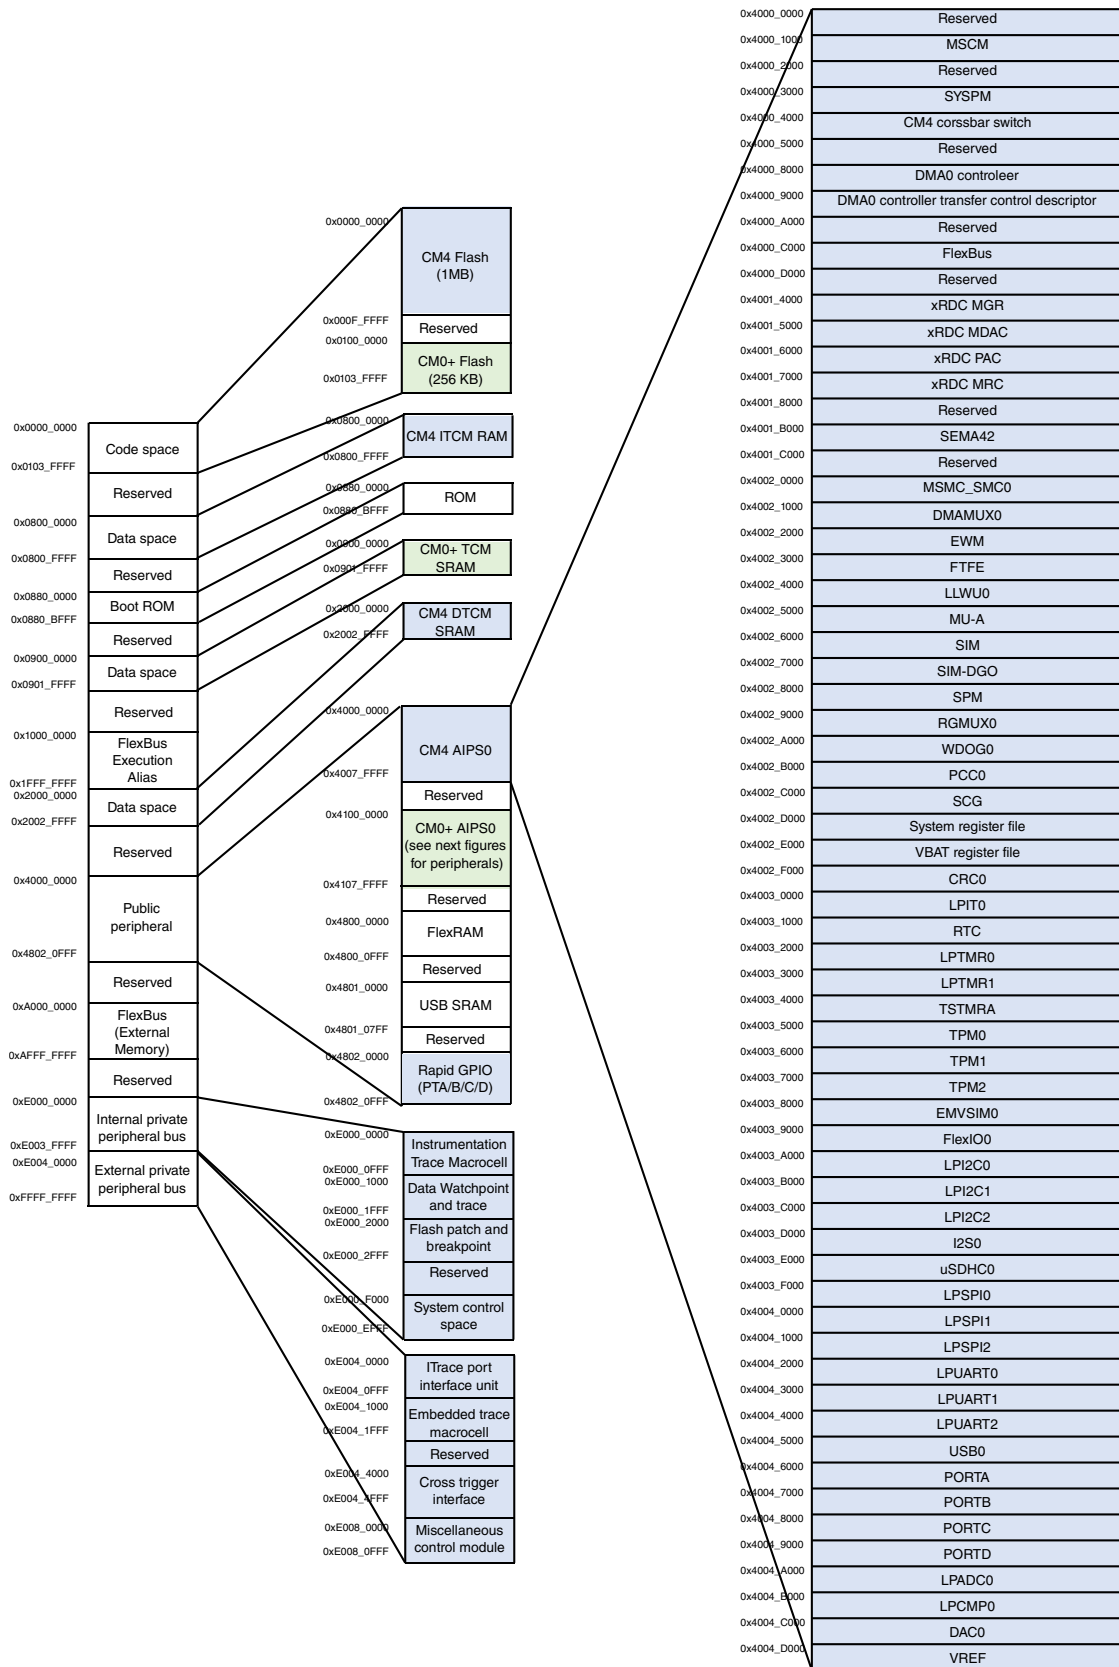 0x0000_0000
Code space
0x0103_FFFF
Reserved
0x0800_0000
Data space
0x0800_FFFF
Reserved
0x0880_0000
Boot ROM
0x0880_BFFF
Reserved
0x0900_0000
Data space
0x0901_FFFF
Reserved
0x1000_0000
FlexBus
Execution
Alias
0x1FFF_FFFF
0x2000_0000
Data space
0x2002_FFFF
Reserved
0x4000_0000
Public
peripheral
0x4802_0FFF
Reserved
0xA000_0000
FlexBus
(External
Memory)
0xAFFF_FFFF
Reserved
0xE000_0000
Internal private
peripheral bus
0xE003_FFFF
0xE004_0000
External private
peripheral bus
0xFFFF_FFFF
0x0000_0000
CM4 Flash
(1MB)
0x000F_FFFF
Reserved
0x0100_0000
CM0+ Flash
(256 KB)
0x0103_FFFF
0x0800_0000
CM4 ITCM RAM
0x0800_FFFF
0x0880_0000
ROM
0x0880_BFFF
0x0900_0000
CM0+ TCM
SRAM
0x0901_FFFF
0x2000_0000
CM4 DTCM
SRAM
0x2002_FFFF
0x4000_0000
CM4 AIPS0
0x4007_FFFF
Reserved
0x4100_0000
CM0+ AIPS0
(see next figures
for peripherals)
0x4107_FFFF
Reserved
0x4800_0000
FlexRAM
0x4800_0FFF
Reserved
0x4801_0000
USB SRAM
0x4801_07FF
Reserved
0x4802_0000
Rapid GPIO
(PTA/B/C/D)
0x4802_0FFF
0xE000_0000
Instrumentation
Trace Macrocell
0xE000_0FFF
0xE000_1000
Data Watchpoint
and trace
0xE000_1FFF
0xE000_2000
Flash patch and
breakpoint
0xE000_2FFF
Reserved
0xE000_F000
System control
space
0xE000_EFFF
0xE004_0000
ITrace port
interface unit
0xE004_0FFF
0xE004_1000
Embedded trace
macrocell
0xE004_1FFF
Reserved
0xE004_4000
Cross trigger
interface
0xE004_4FFF
0xE008_0000
Miscellaneous
control module
0xE008_0FFF
0x4000_0000 Reserved
0x4000_1000 MSCM
0x4000_2000 Reserved
0x4000_3000 SYSPM
0x4000_4000 CM4 corssbar switch
0x4000_5000 Reserved
0x4000_8000 DMA0 controleer
0x4000_9000 DMA0 controller transfer control descriptor
0x4000_A000 Reserved
0x4000_C000 FlexBus
0x4000_D000 Reserved
0x4001_4000 xRDC MGR
0x4001_5000 xRDC MDAC
0x4001_6000 xRDC PAC
0x4001_7000 xRDC MRC
0x4001_8000 Reserved
0x4001_B000 SEMA42
0x4001_C000 Reserved
0x4002_0000 MSMC_SMC0
0x4002_1000 DMAMUX0
0x4002_2000 EWM
0x4002_3000 FTFE
0x4002_4000 LLWU0
0x4002_5000 MU-A
0x4002_6000 SIM
0x4002_7000 SIM-DGO
0x4002_8000 SPM
0x4002_9000 RGMUX0
0x4002_A000 WDOG0
0x4002_B000 PCC0
0x4002_C000 SCG
0x4002_D000 System register file
0x4002_E000 VBAT register file
0x4002_F000 CRC0
0x4003_0000 LPIT0
0x4003_1000 RTC
0x4003_2000 LPTMR0
0x4003_3000 LPTMR1
0x4003_4000 TSTMRA
0x4003_5000 TPM0
0x4003_6000 TPM1
0x4003_7000 TPM2
0x4003_8000 EMVSIM0
0x4003_9000 FlexIO0
0x4003_A000 LPI2C0
0x4003_B000 LPI2C1
0x4003_C000 LPI2C2
0x4003_D000 I2S0
0x4003_E000 uSDHC0
0x4003_F000 LPSPI0
0x4004_0000 LPSPI1
0x4004_1000 LPSPI2
0x4004_2000 LPUART0
0x4004_3000 LPUART1
0x4004_4000 LPUART2
0x4004_5000 USB0
0x4004_6000 PORTA
0x4004_7000 PORTB
0x4004_8000 PORTC
0x4004_9000 PORTD
0x4004_A000 LPADC0
0x4004_B000 LPCMP0
0x4004_C000 DAC0
0x4004_D000 VREF